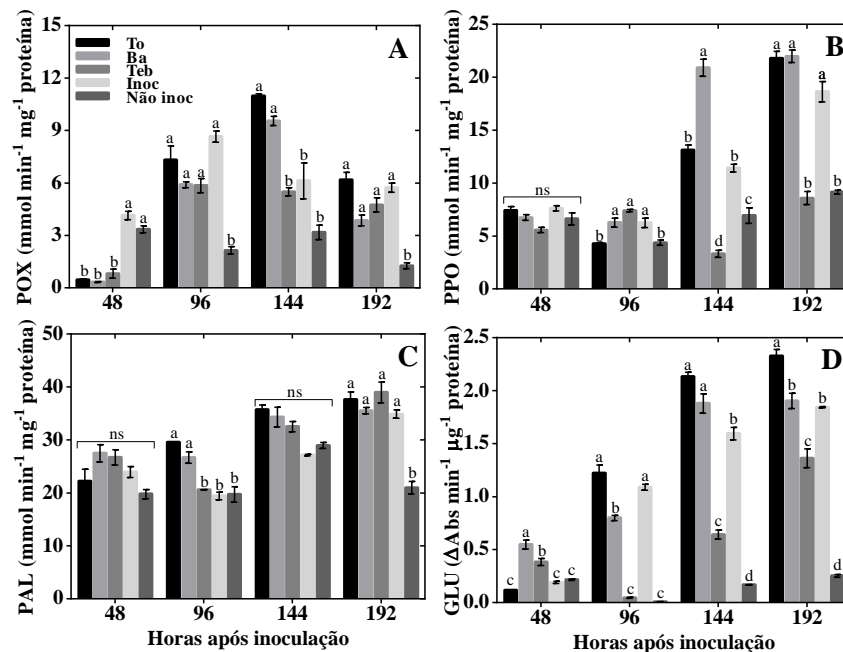 A
To
Ba
Teb
Inoc
Não inoc
POX (mmol min-1 mg-1 proteína)
15
12
9
6
3
0
b b b a a
a a a a b
a a b b b
a a a a b
48 96 144 192
B
PPO (mmol min-1 mg-1 proteína)
25
20
15
10
5
0
ns
b a a a b
b a d b c
a a b a b
48 96 144 192
C
PAL (mmol min-1 mg-1 proteína)
50
40
30
20
10
0
ns
a a b b b
ns
a a a a b
48 96 144 192
Horas após inoculação
D
GLU (ΔAbs min-1 µg-1 proteína)
2.5
2.0
1.5
1.0
0.5
0.0
c a b c c
a b c a c
a a c b d
a b c b d
48 96 144 192
Horas após inoculação